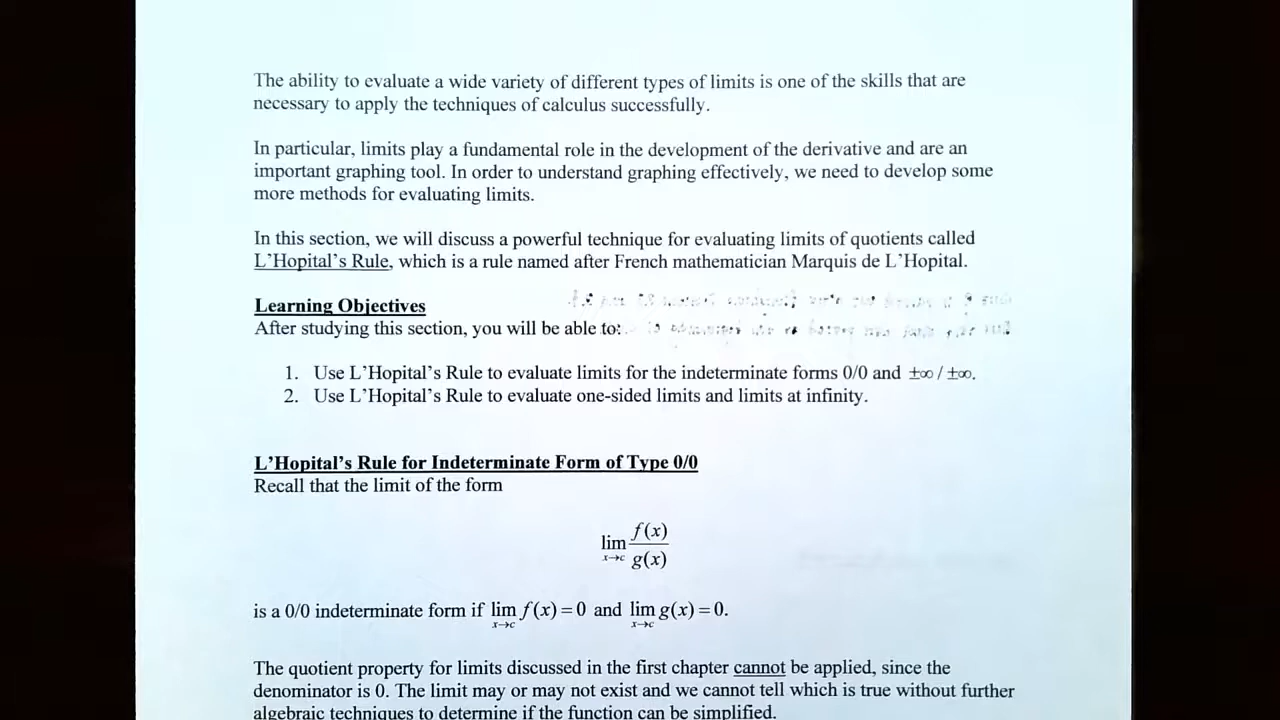 The ability to evaluate a wide variety of different types of limits is one of the skills that are
necessary to apply the techniques of calculus successfully.
In particular, limits play a fundamental role in the development of the derivative and are an
important graphing tool. In order to understand graphing effectively, we need to develop some
more methods for evaluating limits.
In this section, we will discuss a powerful technique for evaluating limits of quotients called
L'Hopital's Rule, which is a rule named after French mathematician Marquis de L'Hopital.
Learning Objectives
After studying this section, you will be able to:
1. Use L'Hopital's Rule to evaluate limits for the indeterminate forms 0/0 and ±∞ / ±∞.
2. Use L'Hopital's Rule to evaluate one-sided limits and limits at infinity.
L'Hopital's Rule for Indeterminate Form of Type 0/0
Recall that the limit of the form
lim x→c f(x)/g(x)
is a 0/0 indeterminate form if lim x→c f(x) = 0 and lim x→c g(x) = 0.
The quotient property for limits discussed in the first chapter cannot be applied, since the
denominator is 0. The limit may or may not exist and we cannot tell which is true without further
algebraic techniques to determine if the function can be simplified.